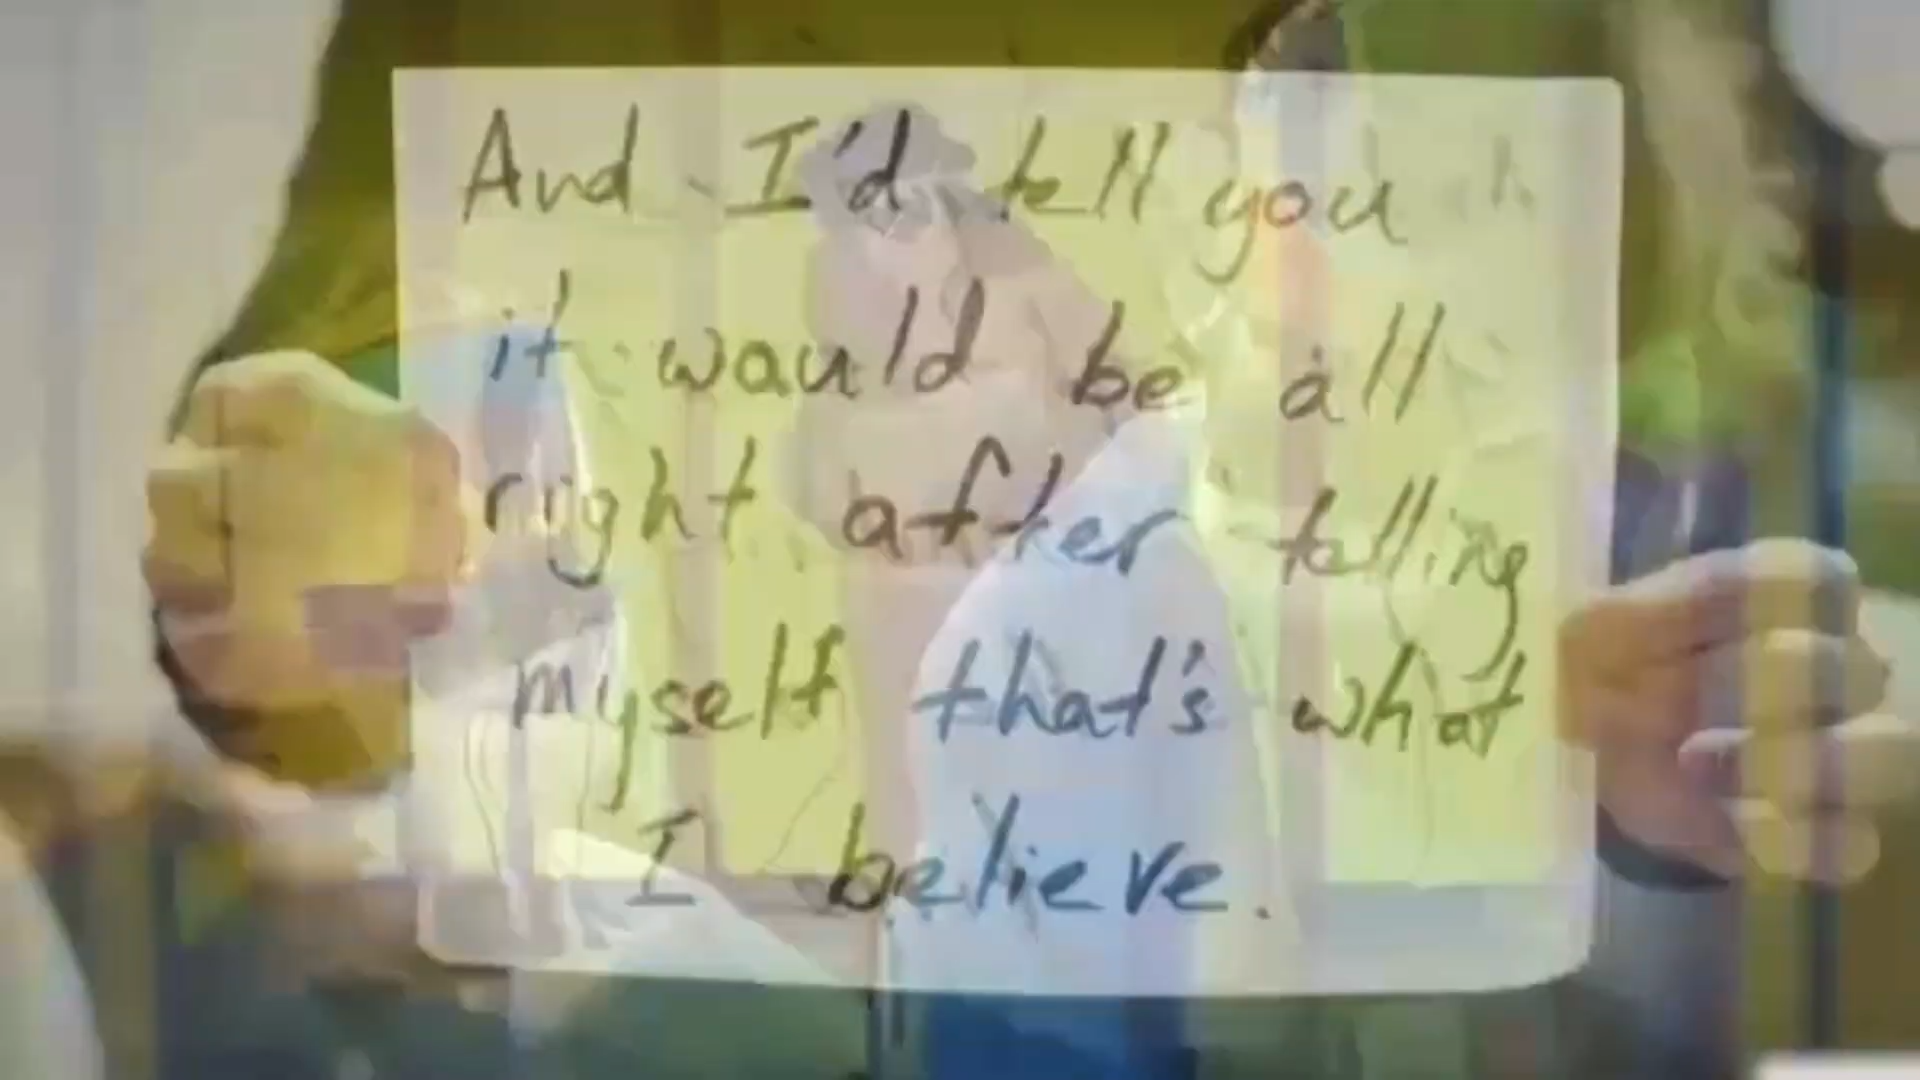 And I'd tell you
it would be all
right after telling
myself that's what
I believe.